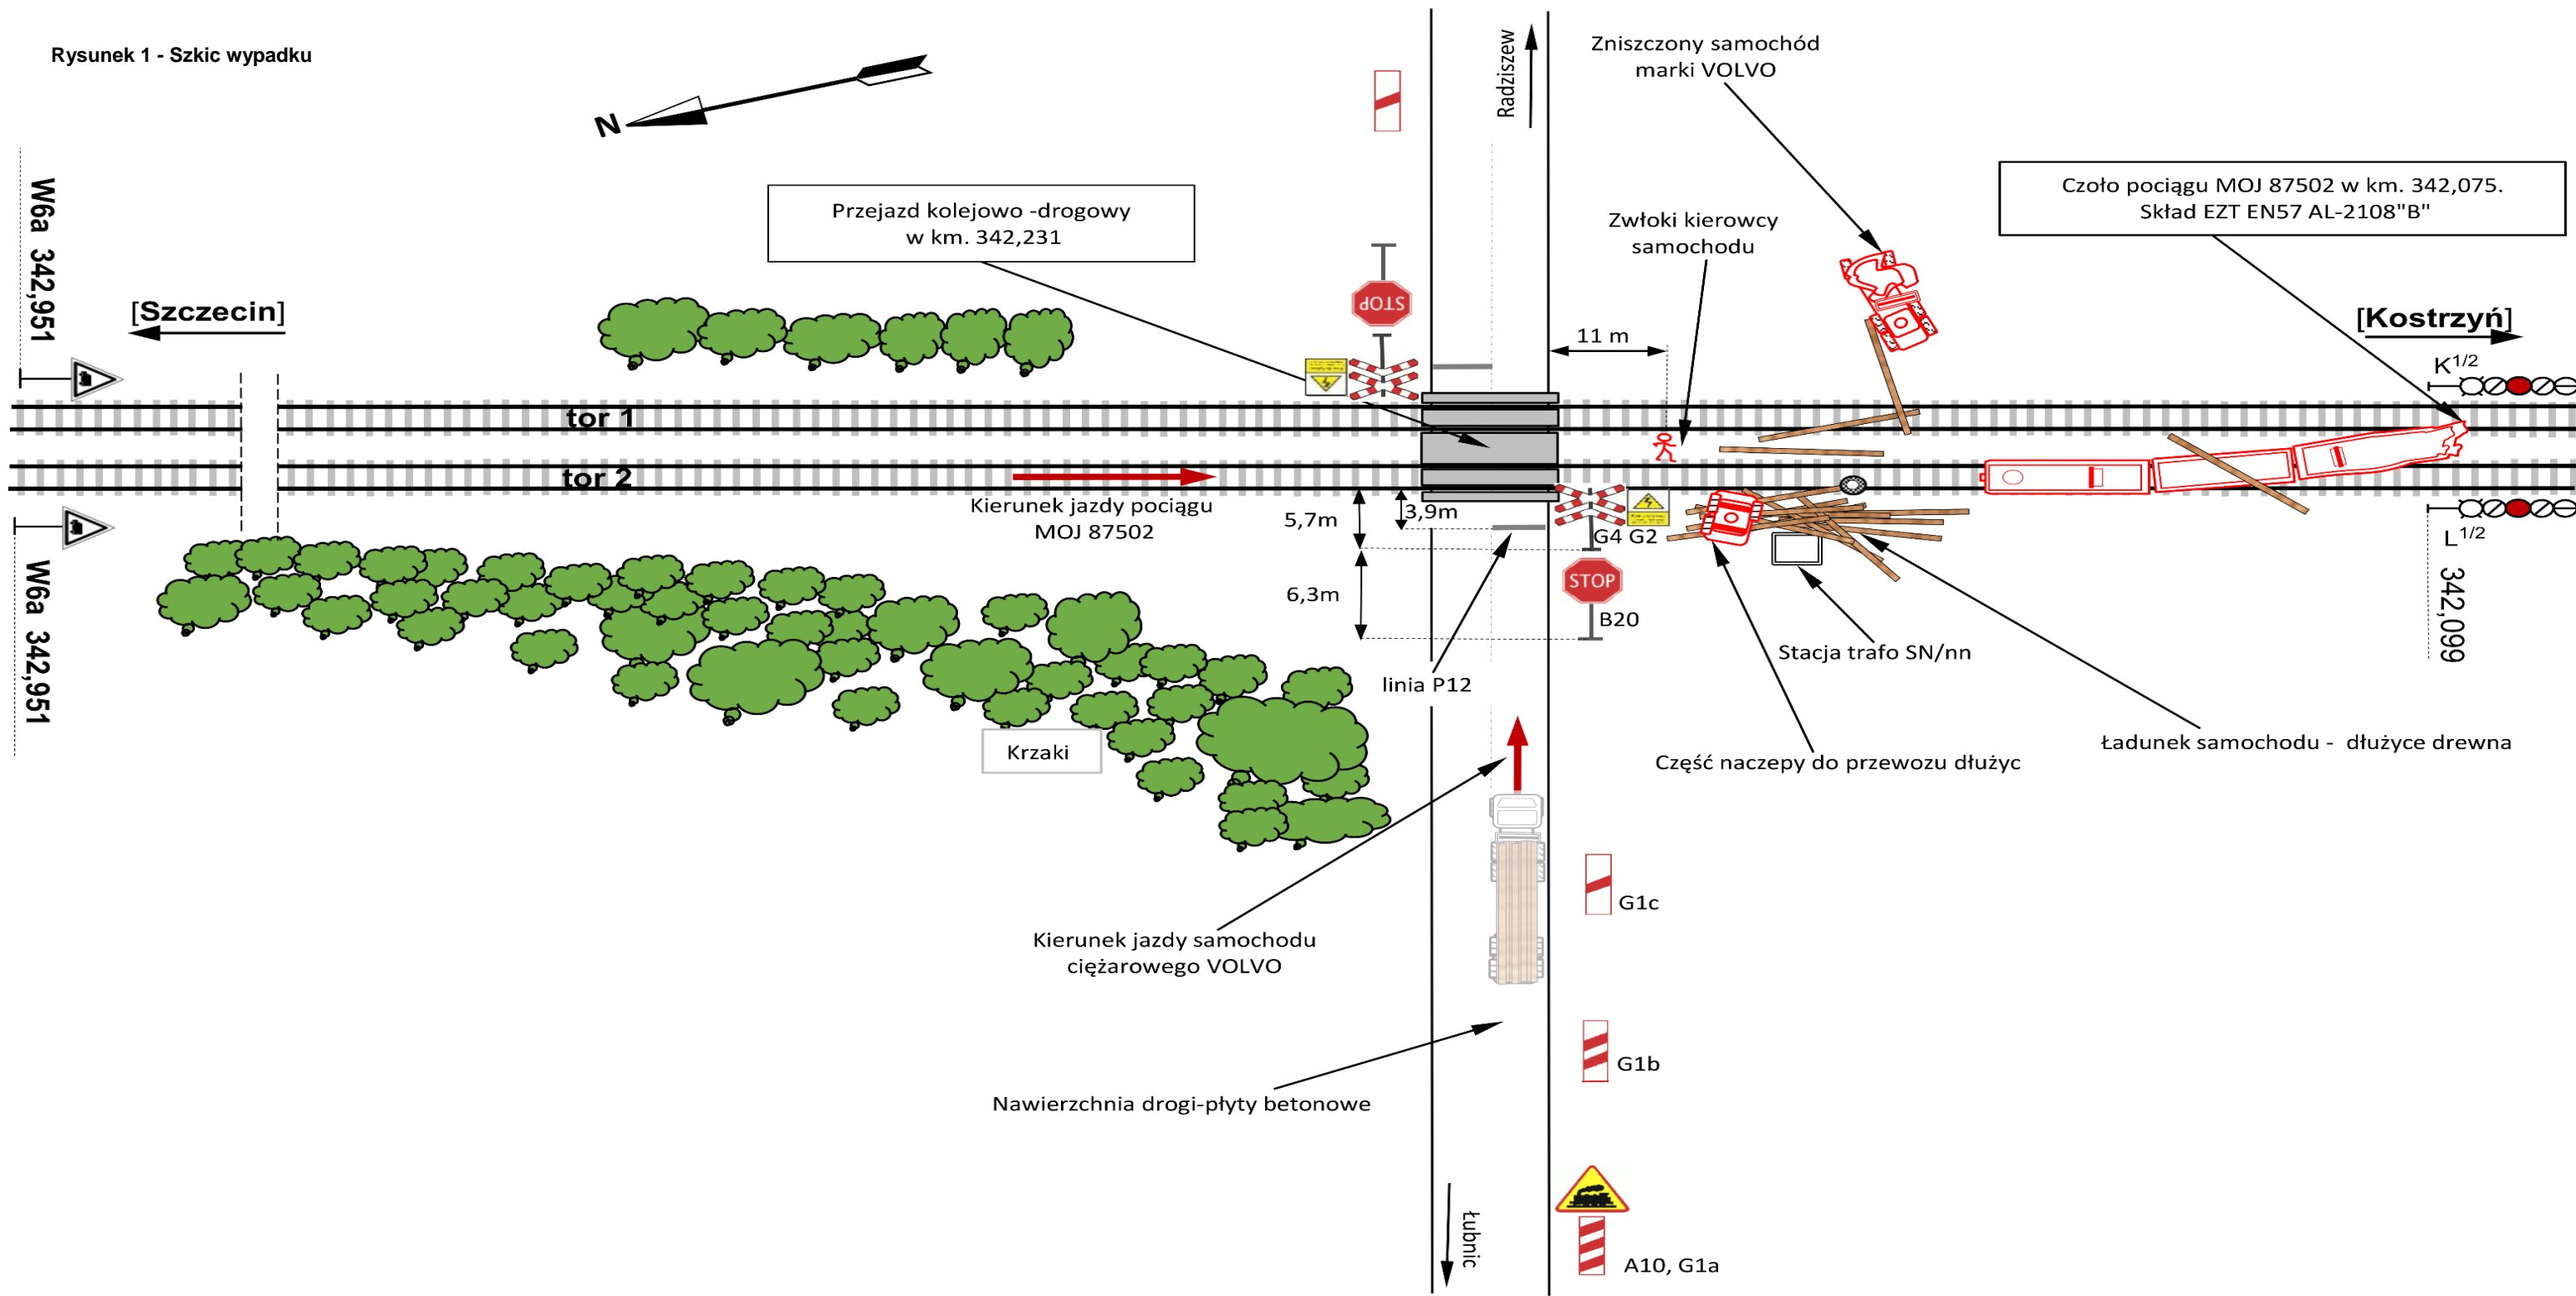 Rysunek 1 - Szkic wypadku
N
Radziszew
Zniszczony samochód
marki VOLVO
Czoło pociągu MOJ 87502 w km. 342,075.
Skład EZT EN57 AL-2108"B"
Przejazd kolejowo -drogowy
w km. 342,231
Zwłoki kierowcy
samochodu
W6a 342,951
[Szczecin]
STOP
11 m
[Kostrzyń]
K1/2
tor 1
tor 2
Kierunek jazdy pociągu
MOJ 87502
5,7m
3,9m
G4 G2
L1/2
342,099
W6a 342,951
6,3m
STOP
B20
Stacja trafo SN/nn
linia P12
Krzaki
Część naczepy do przewozu dłużyc
Ładunek samochodu - dłużyce drewna
G1c
Kierunek jazdy samochodu
ciężarowego VOLVO
G1b
Nawierzchnia drogi-płyty betonowe
Łubnic
A10, G1a